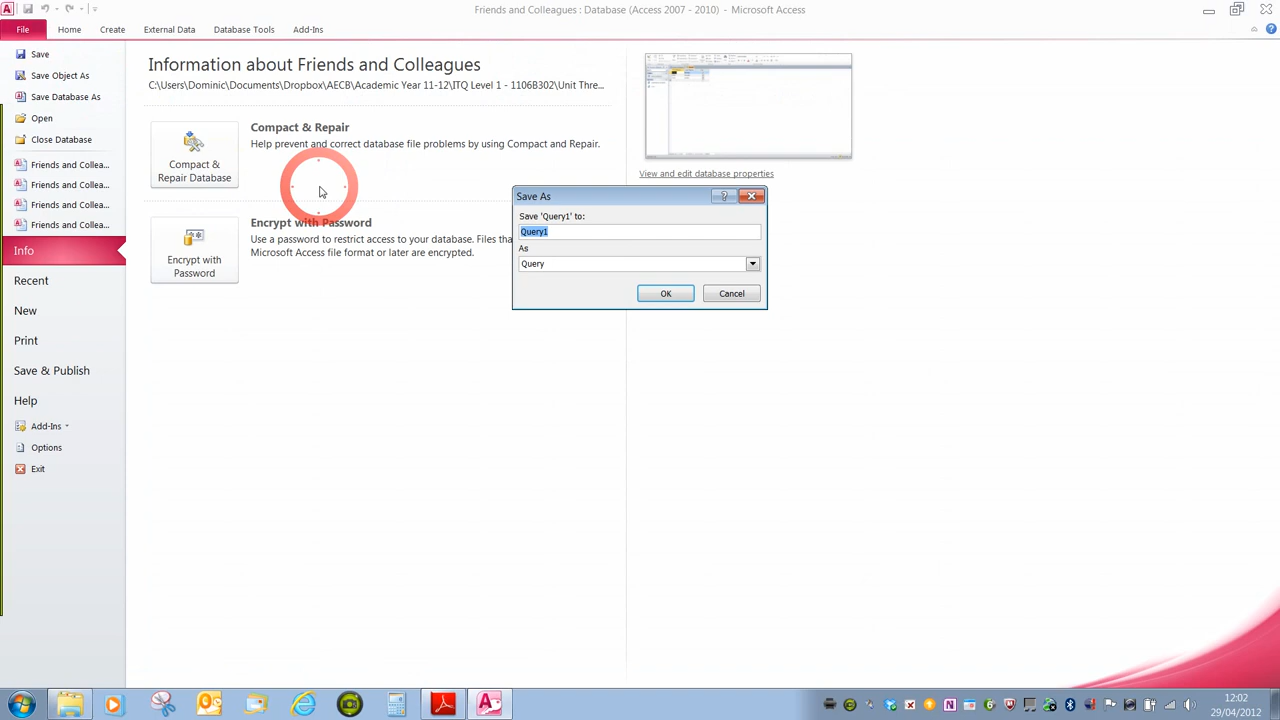 Friends and Colleagues : Database (Access 2007 - 2010) - Microsoft Access
File
Home
Create
External Data
Database Tools
Add-Ins
Save
Save Object As
Save Database As
Open
Close Database
Friends and Collea...
Friends and Collea...
Friends and Collea...
Friends and Collea...
Info
Recent
New
Print
Save & Publish
Help
Add-Ins
Options
Exit
Information about Friends and Colleagues
C:\Users\Dominic\Documents\Dropbox\AECB\Academic Year 11-12\ITQ Level 1 - 1106B302\Unit Thre...
Compact &
Repair Database
Compact & Repair
Help prevent and correct database file problems by using Compact and Repair.
Encrypt with
Password
Encrypt with Password
Use a password to restrict access to your database. Files tha
Microsoft Access file format or later are encrypted.
View and edit database properties
Save As
Save 'Query1' to:
Query1
As
Query
OK
Cancel
12:02
29/04/2012